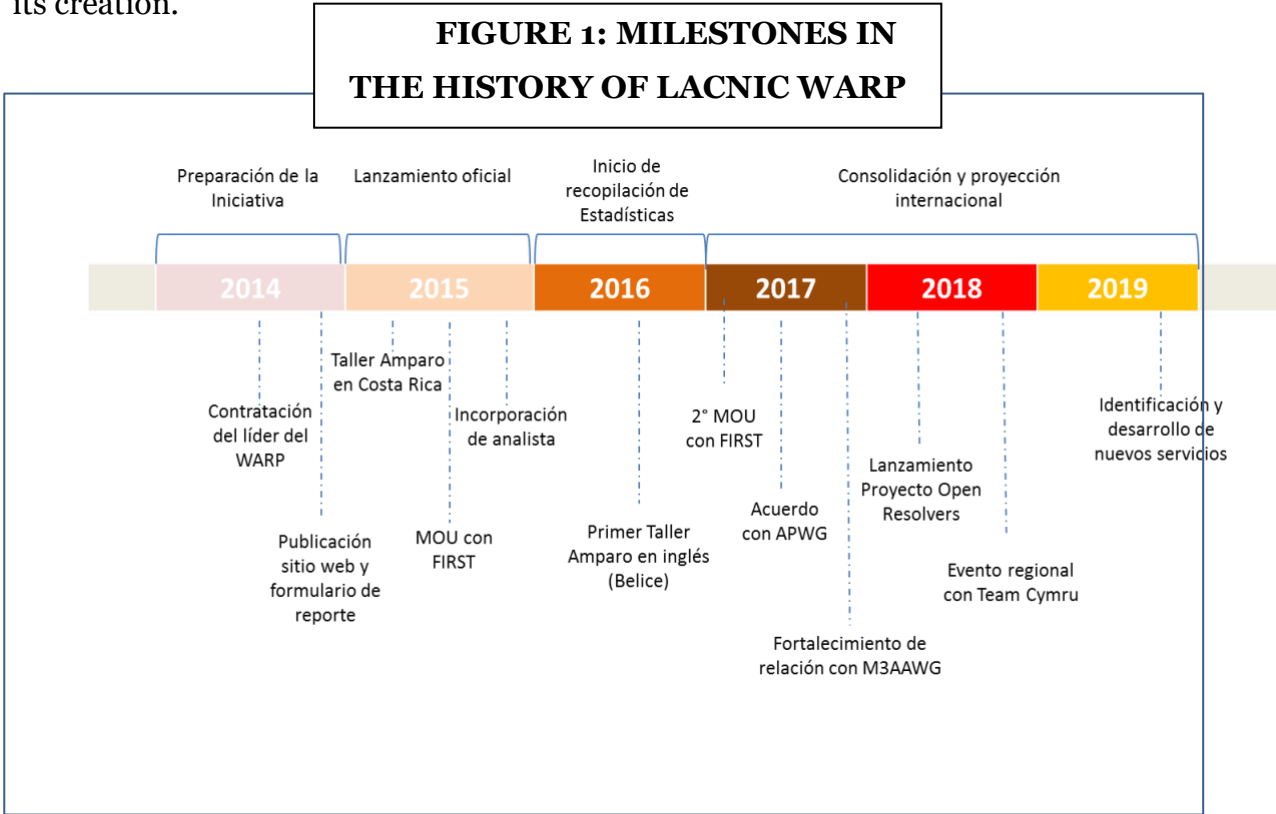 its creation.
FIGURE 1: MILESTONES IN
THE HISTORY OF LACNIC WARP
Preparación de la
Iniciativa
Lanzamiento oficial
Inicio de
recopilación de
Estadísticas
Consolidación y proyección
internacional
2014
2015
2016
2017
2018
2019
Contratación
del líder del
WARP
Publicación
sitio web y
formulario de
reporte
Taller Amparo
en Costa Rica
MOU con
FIRST
Incorporación
de analista
Primer Taller
Amparo en inglés
(Belice)
2° MOU
con FIRST
Acuerdo
con APWG
Fortalecimiento de
relación con M3AAWG
Lanzamiento
Proyecto Open
Resolvers
Evento regional
con Team Cymru
Identificación y
desarrollo de
nuevos servicios